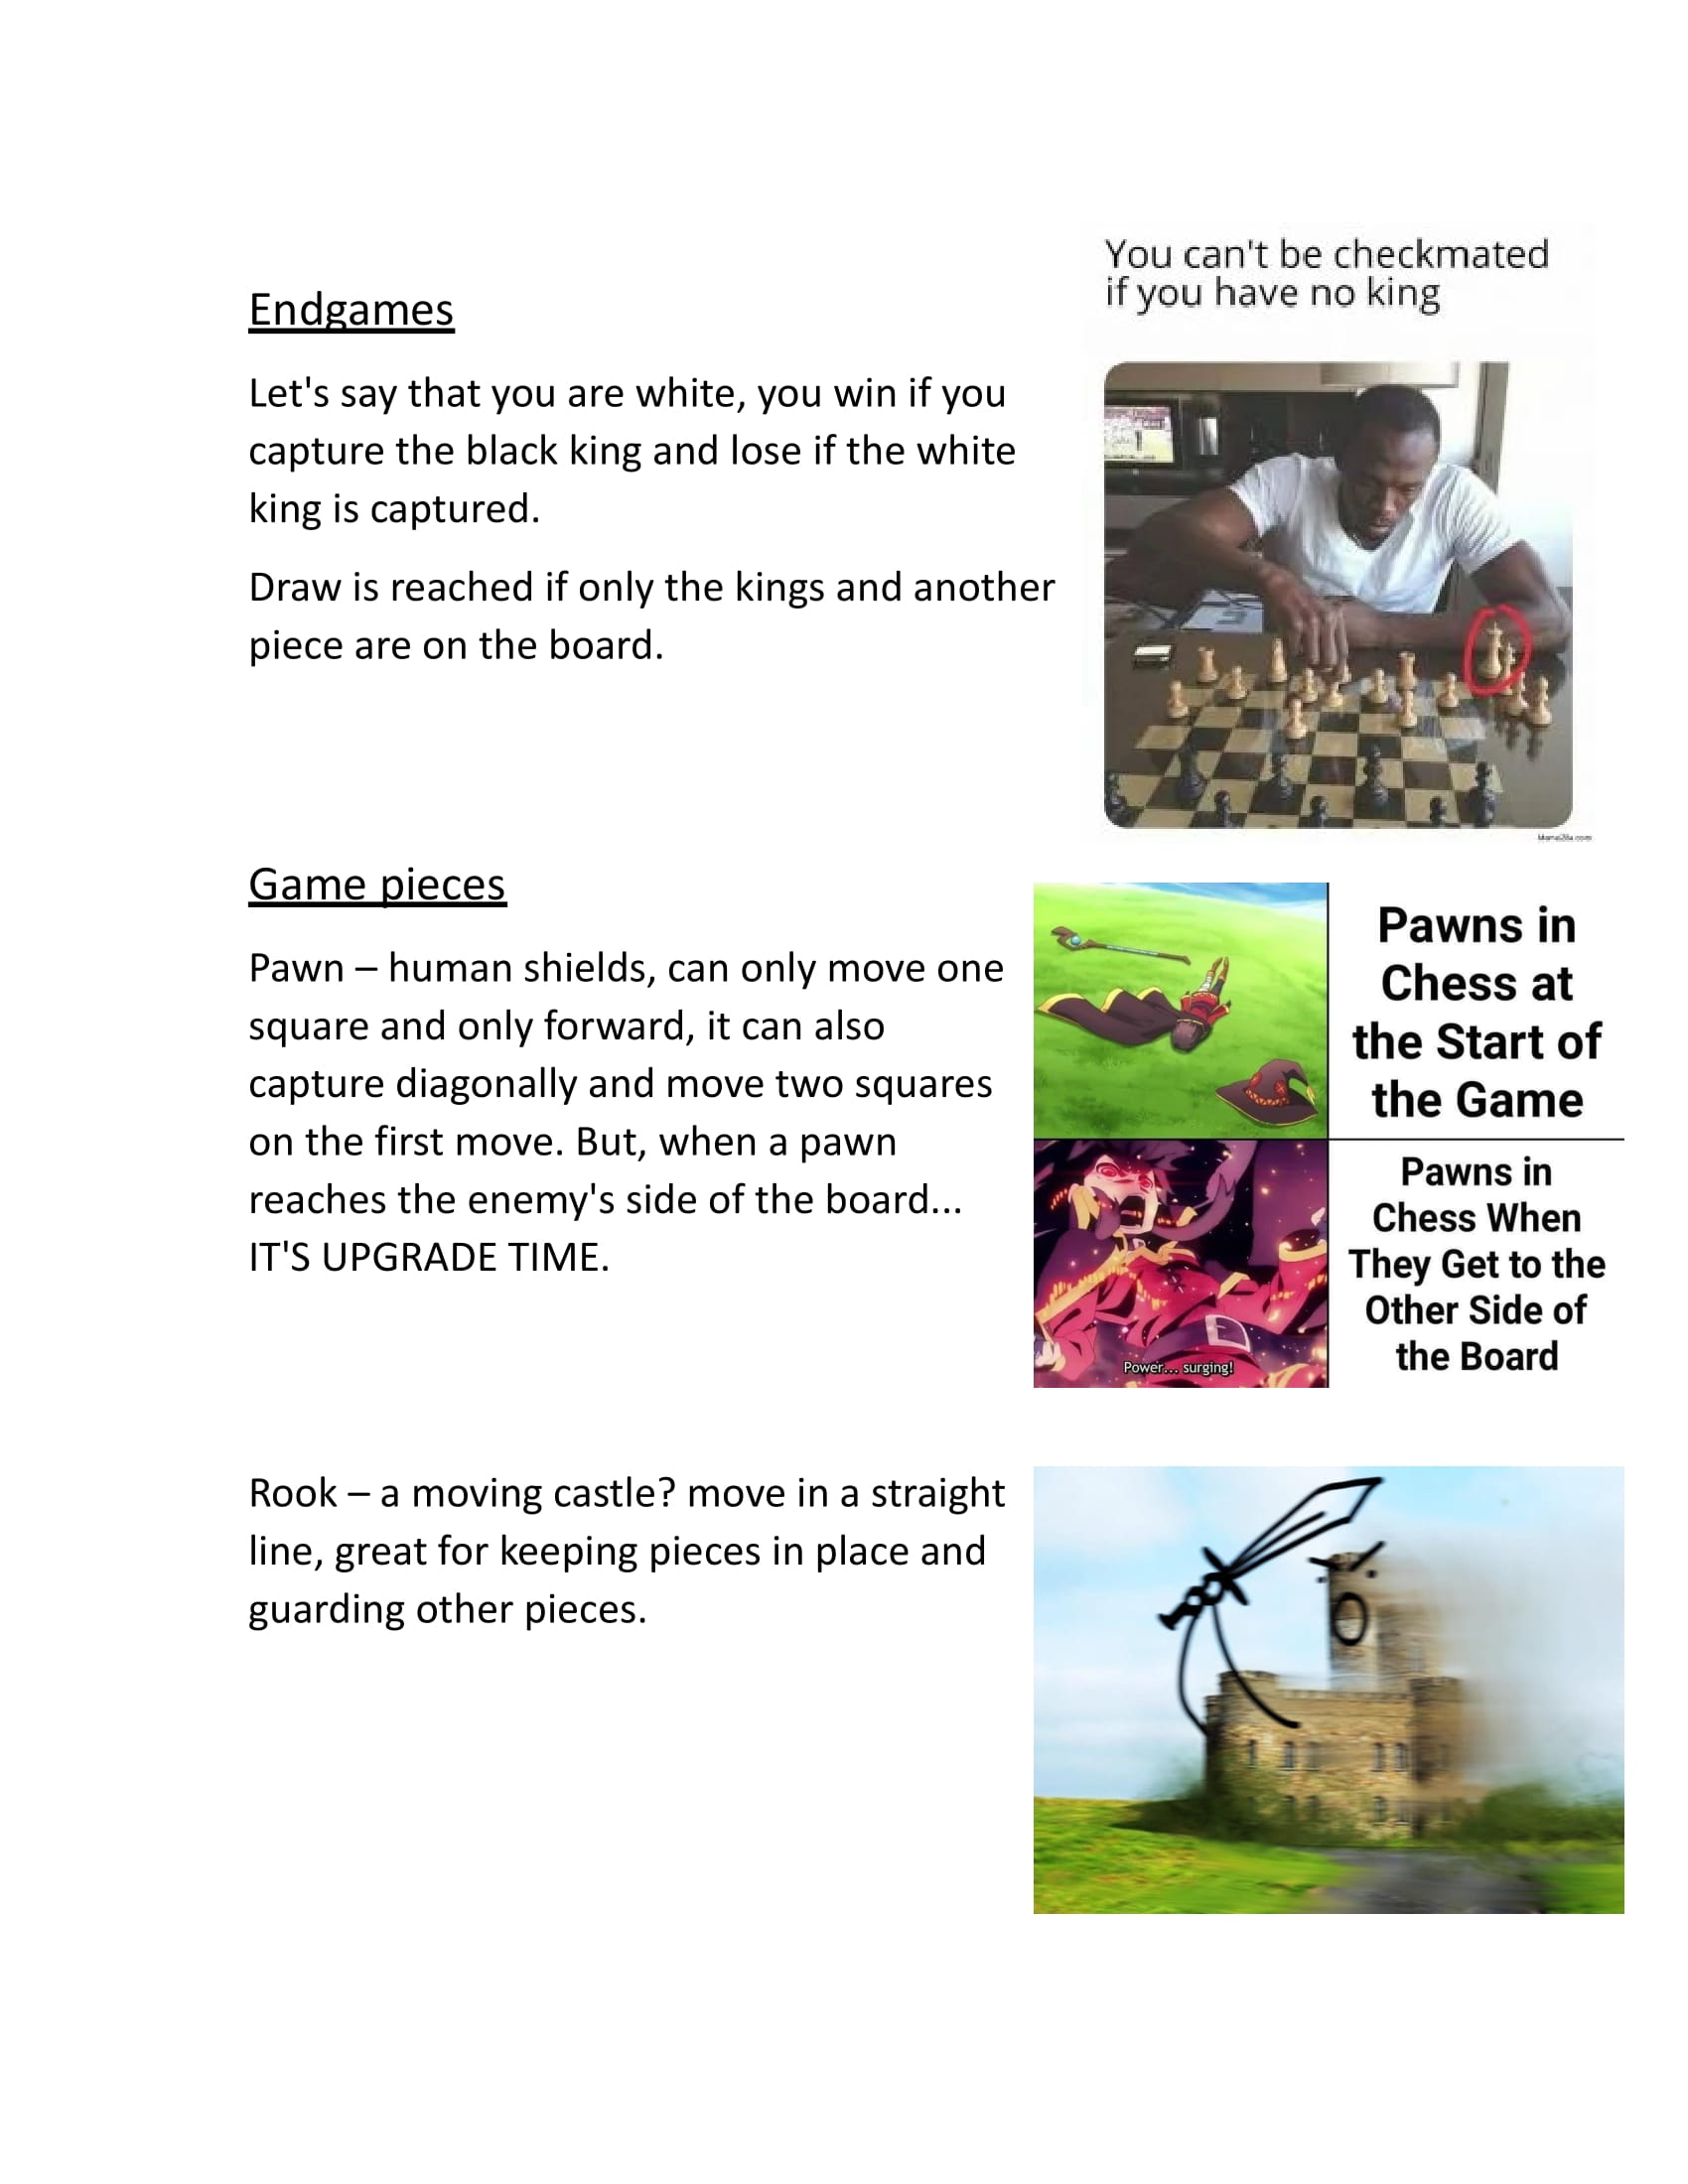 You can't be checkmated
if you have no king
Endgames
Let's say that you are white, you win if you
capture the black king and lose if the white
king is captured.
Draw is reached if only the kings and another
piece are on the board.
Game pieces
Pawn – human shields, can only move one
square and only forward, it can also
capture diagonally and move two squares
on the first move. But, when a pawn
reaches the enemy's side of the board...
IT'S UPGRADE TIME.
Pawns in
Chess at
the Start of
the Game
Pawns in
Chess When
They Get to the
Other Side of
the Board
Power... surging!
Rook – a moving castle? move in a straight
line, great for keeping pieces in place and
guarding other pieces.